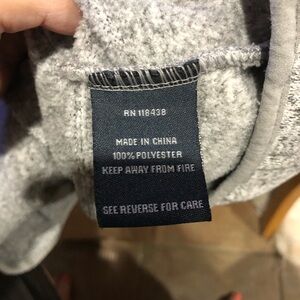 RN 118438
MADE IN CHINA
100% POLYESTER
KEEP AWAY FROM FIRE
SEE REVERSE FOR CARE